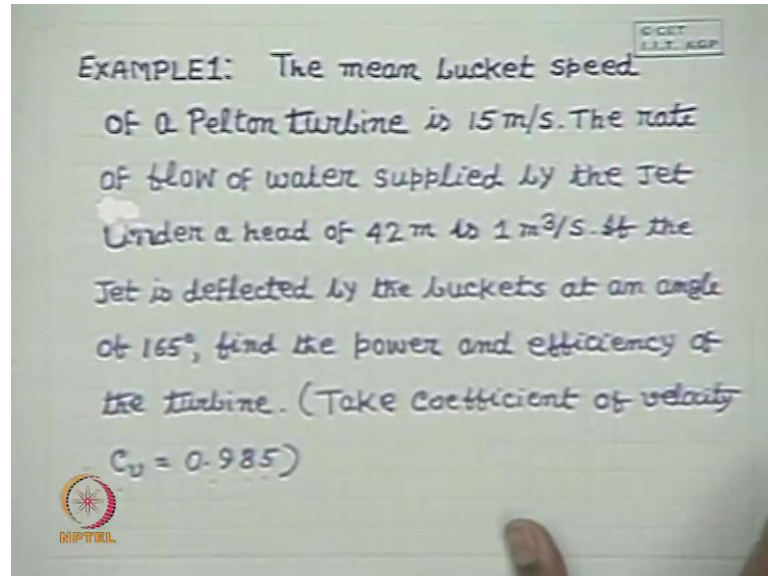 © CET
I.I.T. KGP
EXAMPLE1: The mean bucket speed
of a Pelton turbine is 15 m/s. The rate
of flow of water supplied by the Jet
Under a head of 42 m is 1 m³/s. If the
Jet is deflected by the buckets at an angle
of 165°, find the power and efficiency of
the turbine. (Take coefficient of velocity
Cv = 0.985)
NPTEL